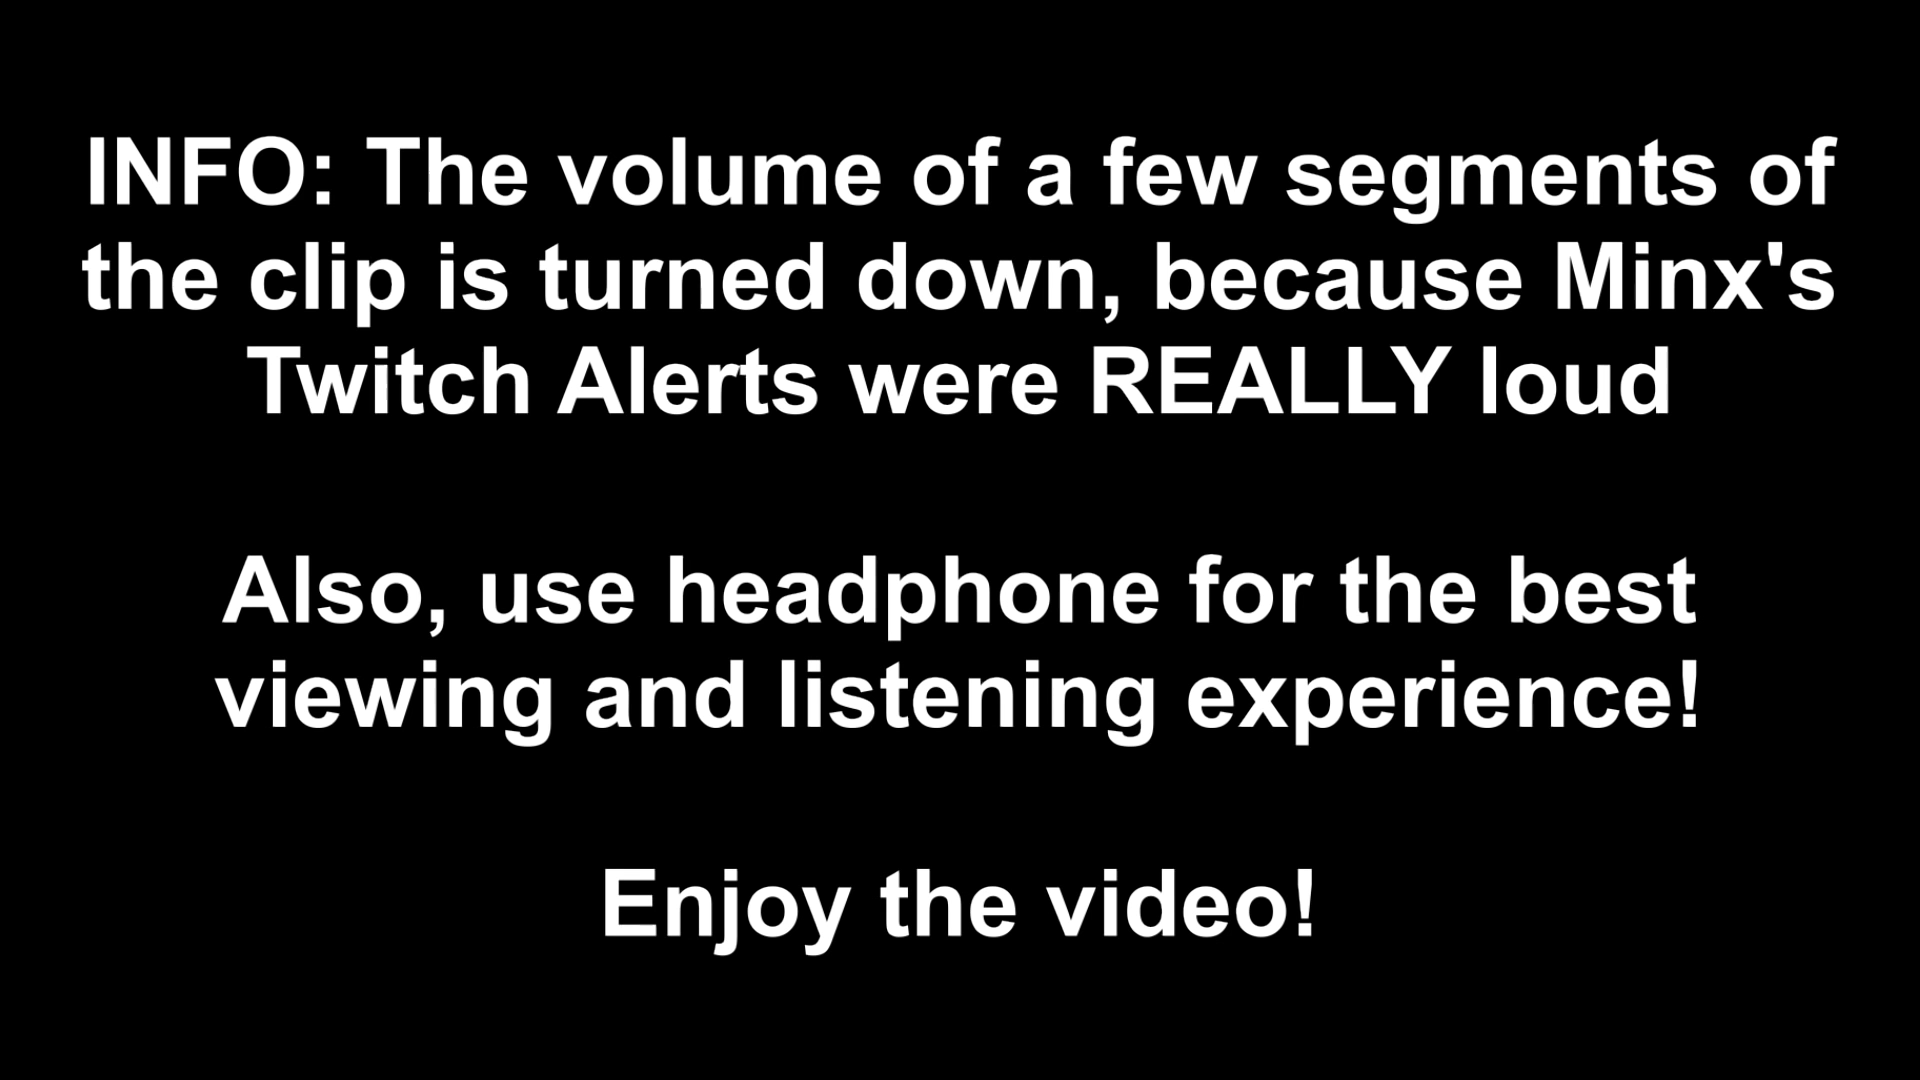 INFO: The volume of a few segments of
the clip is turned down, because Minx's
Twitch Alerts were REALLY loud
Also, use headphone for the best
viewing and listening experience!
Enjoy the video!